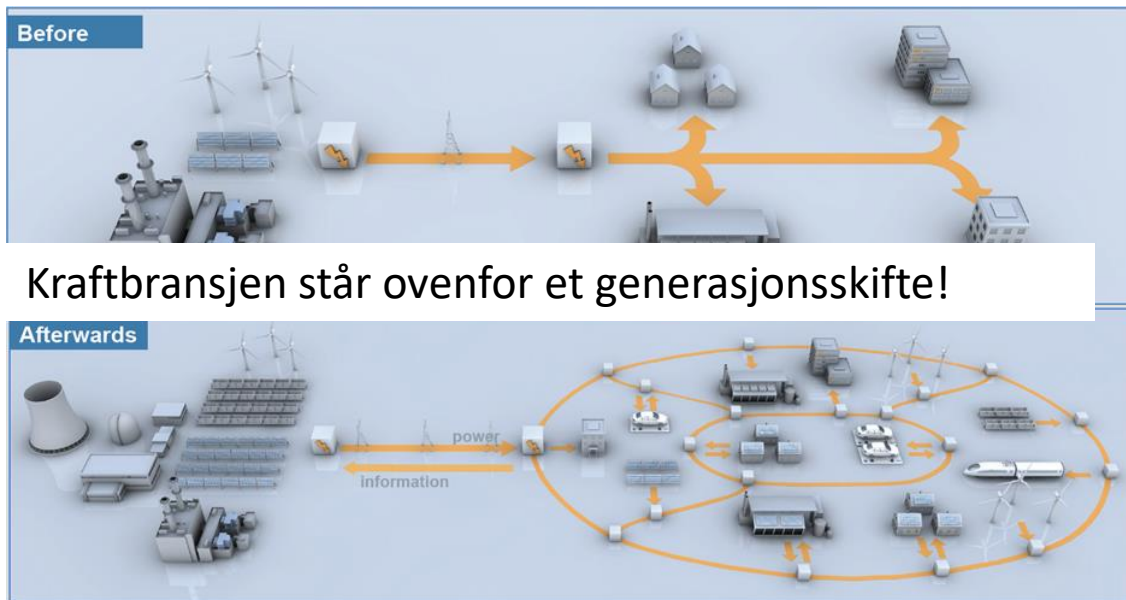 Before
Kraftbransjen står ovenfor et generasjonsskifte!
Afterwards
power
information